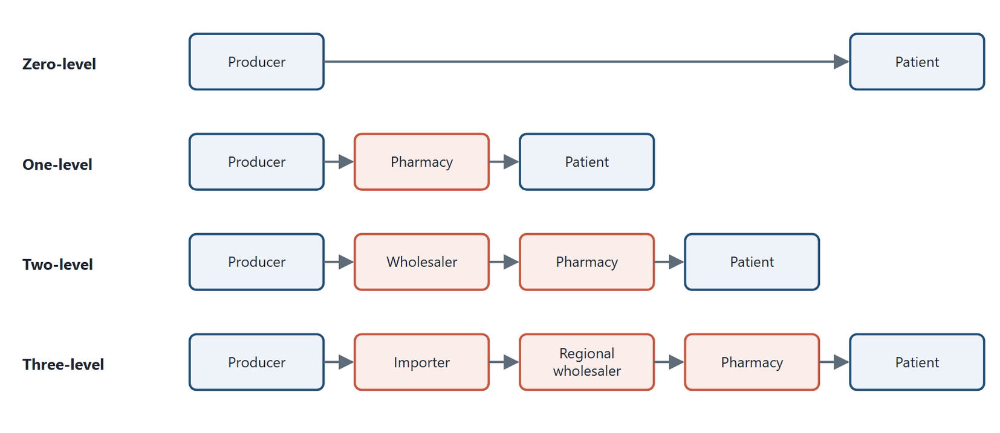 Zero-level
Producer
Patient
One-level
Producer
Pharmacy
Patient
Two-level
Producer
Wholesaler
Pharmacy
Patient
Three-level
Producer
Importer
Regional
wholesaler
Pharmacy
Patient